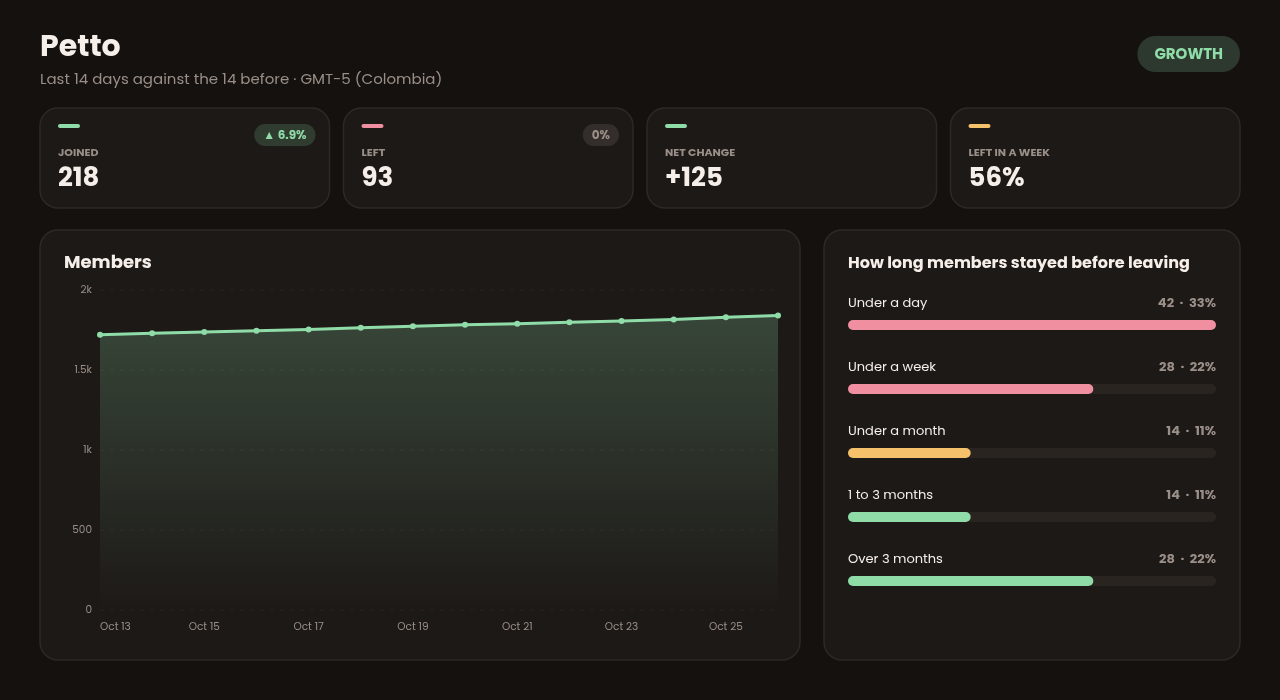 Petto
Last 14 days against the 14 before · GMT-5 (Colombia)
GROWTH
▲ 6.9%
JOINED
218
0%
LEFT
93
NET CHANGE
+125
LEFT IN A WEEK
56%
Members
2k
1.5k
1k
500
0
Oct 13 Oct 15 Oct 17 Oct 19 Oct 21 Oct 23 Oct 25
How long members stayed before leaving
Under a day 42 · 33%
Under a week 28 · 22%
Under a month 14 · 11%
1 to 3 months 14 · 11%
Over 3 months 28 · 22%